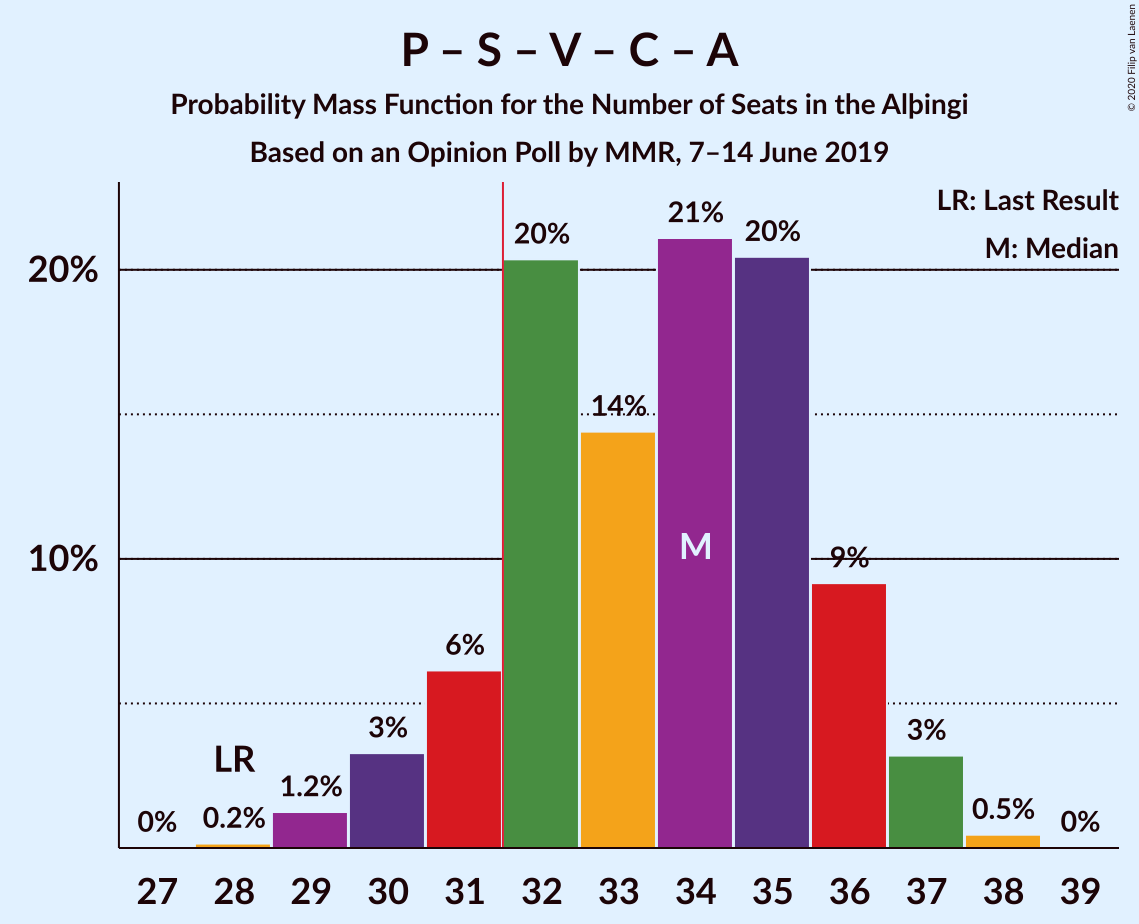 P – S – V – C – A
Probability Mass Function for the Number of Seats in the Alþingi
Based on an Opinion Poll by MMR, 7–14 June 2019
© 2020 Filip van Laenen
LR: Last Result
M: Median
20%
10%
0%
0.2%
1.2%
3%
6%
20%
14%
21%
20%
9%
3%
0.5%
0%
LR
M
27 28 29 30 31 32 33 34 35 36 37 38 39